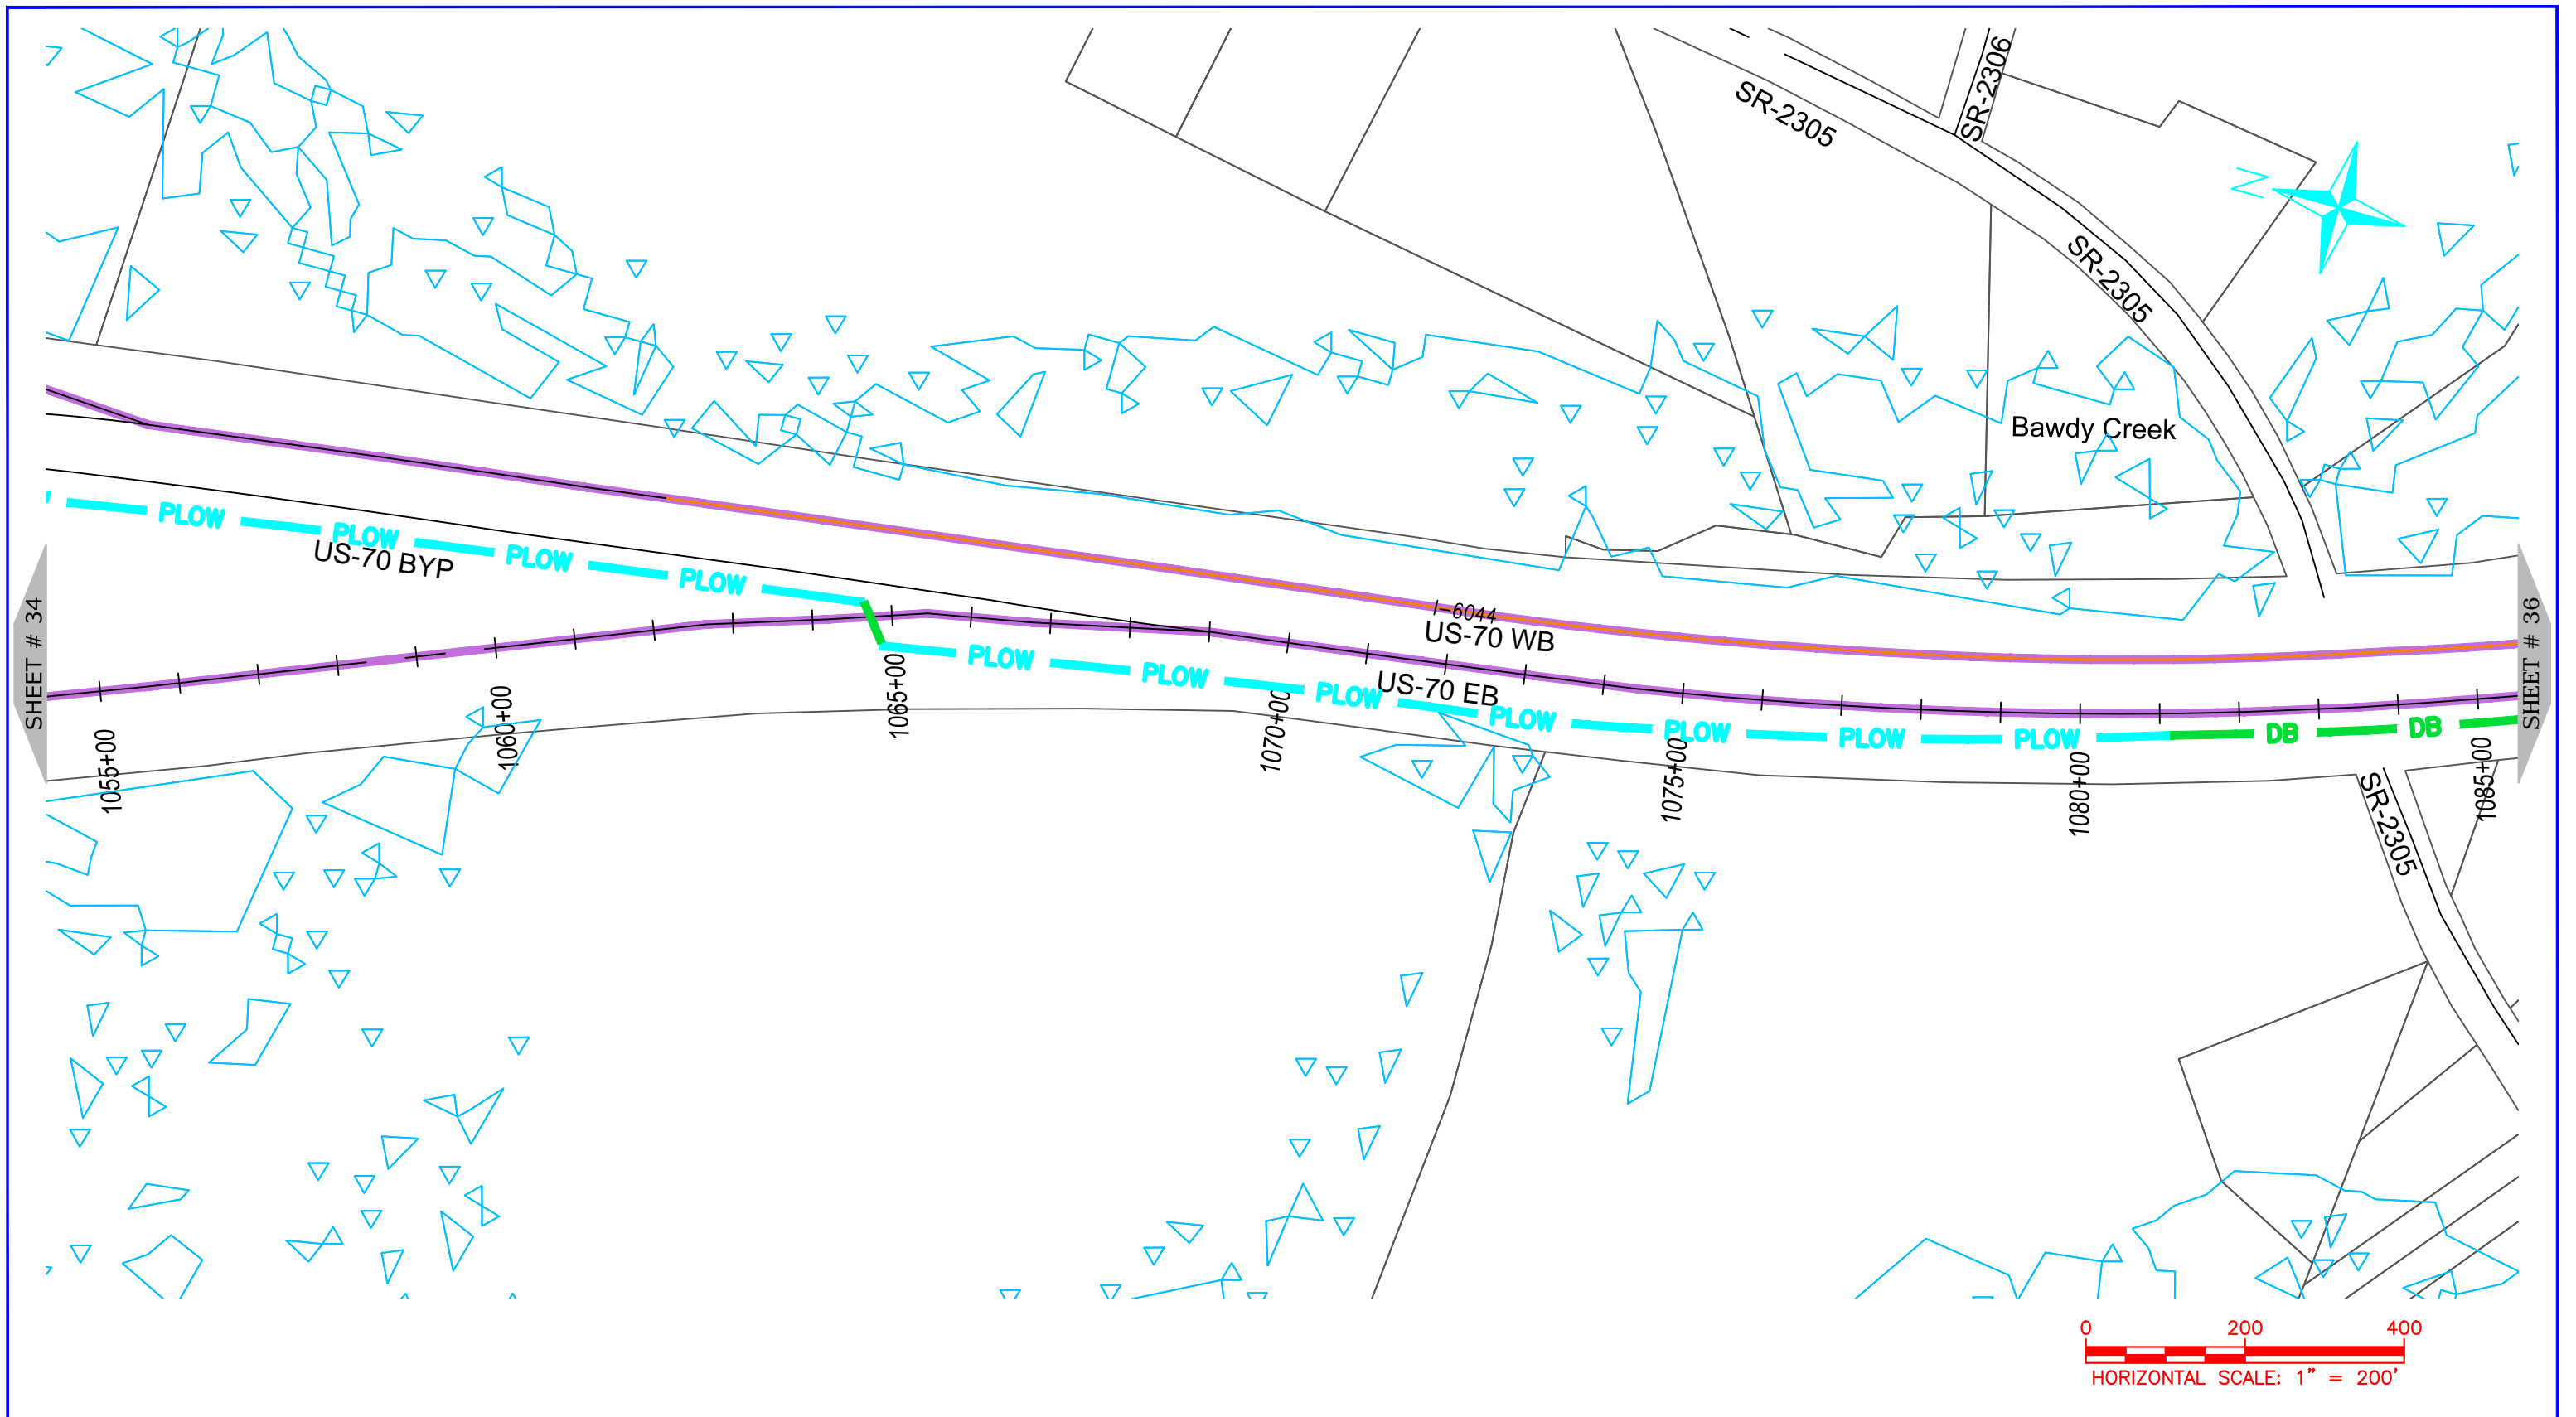 SR-2306
SR-2305
N
SR-2305
Bawdy Creek
PLOW
PLOW
PLOW
PLOW
US-70 BYP
I-6044
US-70 WB
US-70 EB
PLOW
PLOW
PLOW
PLOW
PLOW
PLOW
PLOW
DB
DB
SHEET # 34
SHEET # 36
1055+00
1060+00
1065+00
1070+00
1075+00
1080+00
1085+00
SR-2305
0 200 400
HORIZONTAL SCALE: 1" = 200'